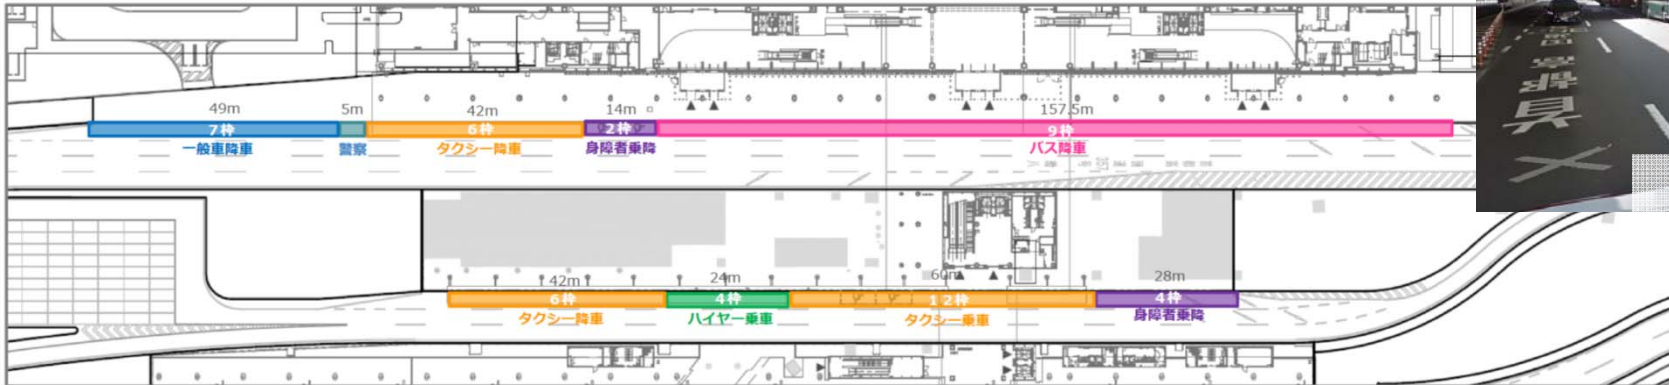 49m
5m
42m
14m
157.5m
7枠
6枠
2枠
9枠
一般車降車
警察
タクシー降車
身障者乗降
バス降車
首都
42m
24m
60m
28m
6枠
4枠
12枠
4枠
タクシー降車
ハイヤー乗車
タクシー乗車
身障者乗降